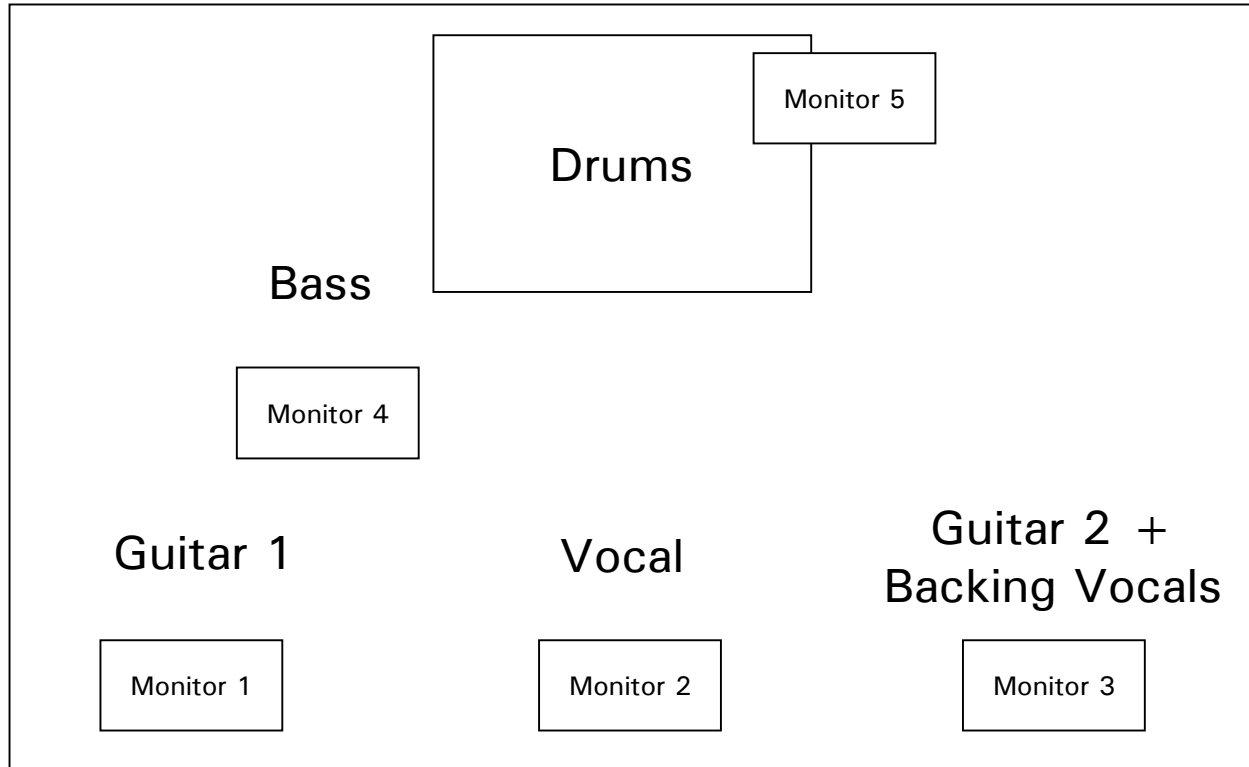 Monitor 5
Drums
Bass
Monitor 4
Guitar 1
Vocal
Guitar 2 +
Backing Vocals
Monitor 1
Monitor 2
Monitor 3